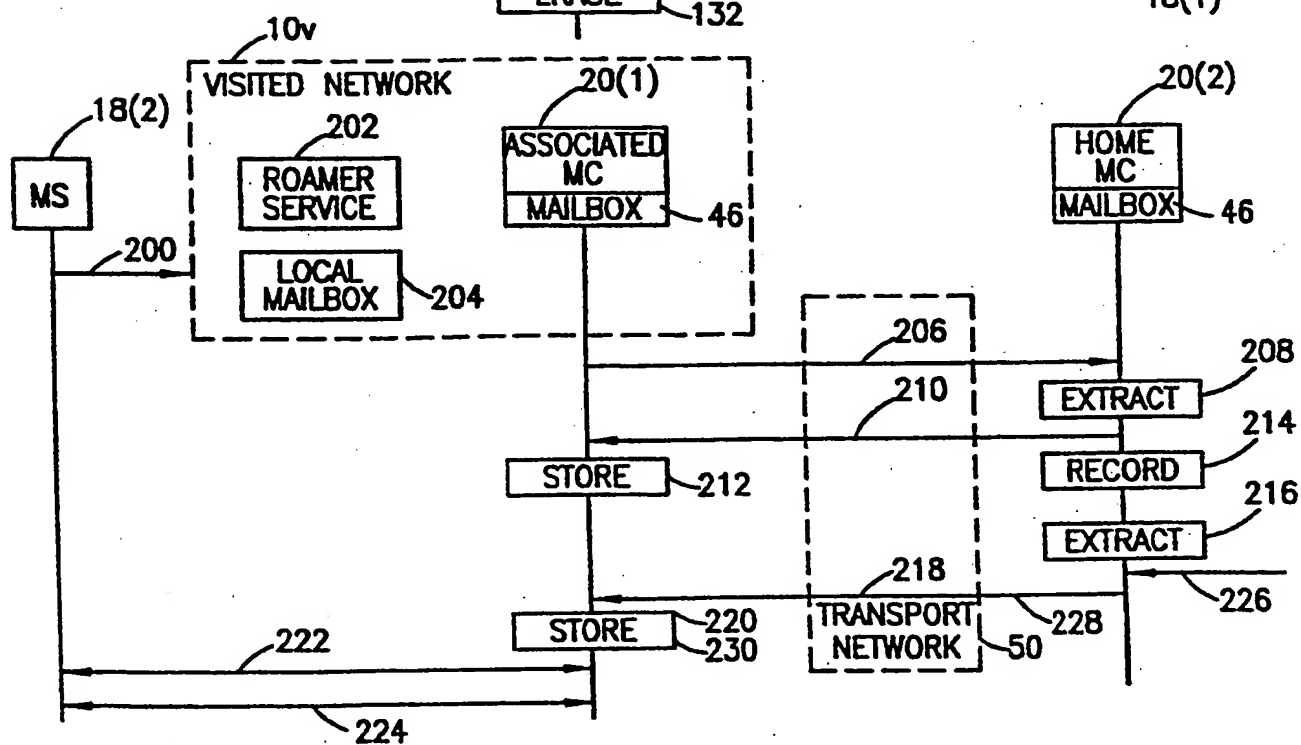 132
10v
VISITED NETWORK
20(1)
20(2)
18(2)
202
ASSOCIATED
MC
HOME
MC
MS
ROAMER
SERVICE
MAILBOX
46
MAILBOX
46
200
LOCAL
MAILBOX
204
206
208
EXTRACT
210
214
STORE
212
RECORD
216
EXTRACT
218
226
220
228
STORE
230
TRANSPORT
NETWORK
50
222
224